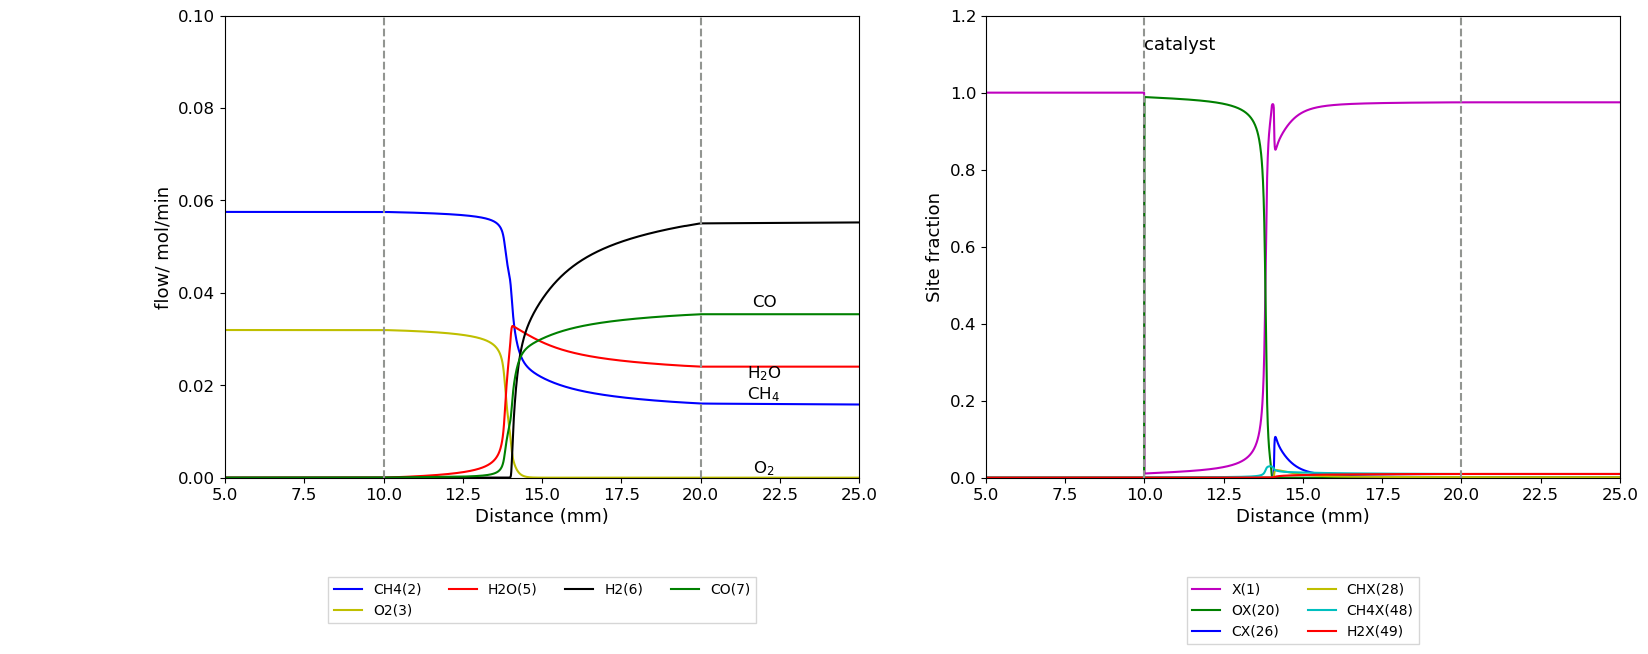 0.10
0.08
0.06
0.04
0.02
0.00
flow/ mol/min
CO
H₂O
CH₄
O₂
5.0 7.5 10.0 12.5 15.0 17.5 20.0 22.5 25.0
Distance (mm)
CH4(2) H2O(5) H2(6) CO(7)
O2(3)
1.2
1.0
0.8
0.6
0.4
0.2
0.0
Site fraction
catalyst
5.0 7.5 10.0 12.5 15.0 17.5 20.0 22.5 25.0
Distance (mm)
X(1) CHX(28)
OX(20) CH4X(48)
CX(26) H2X(49)